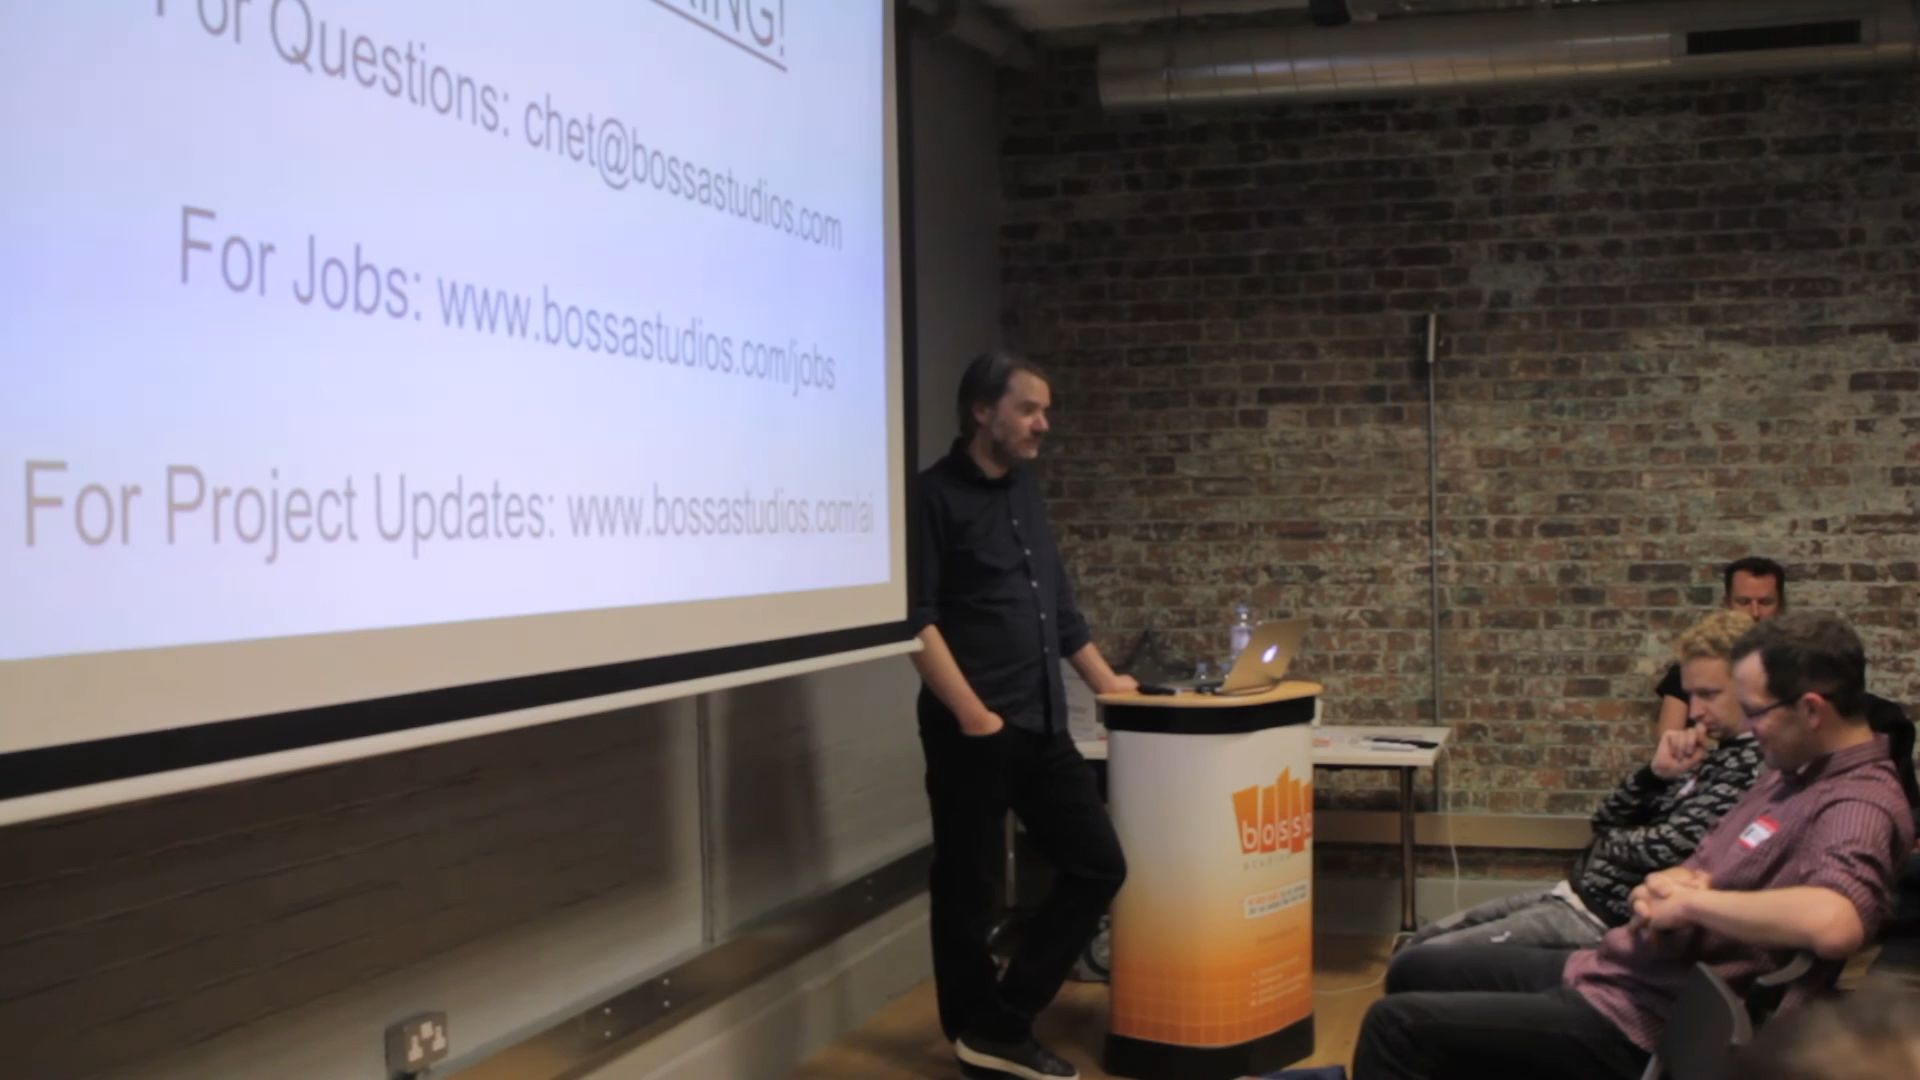 For Questions: chet@bossastudios.com
For Jobs: www.bossastudios.com/jobs
For Project Updates: www.bossastudios.com/ai
bossa
studios